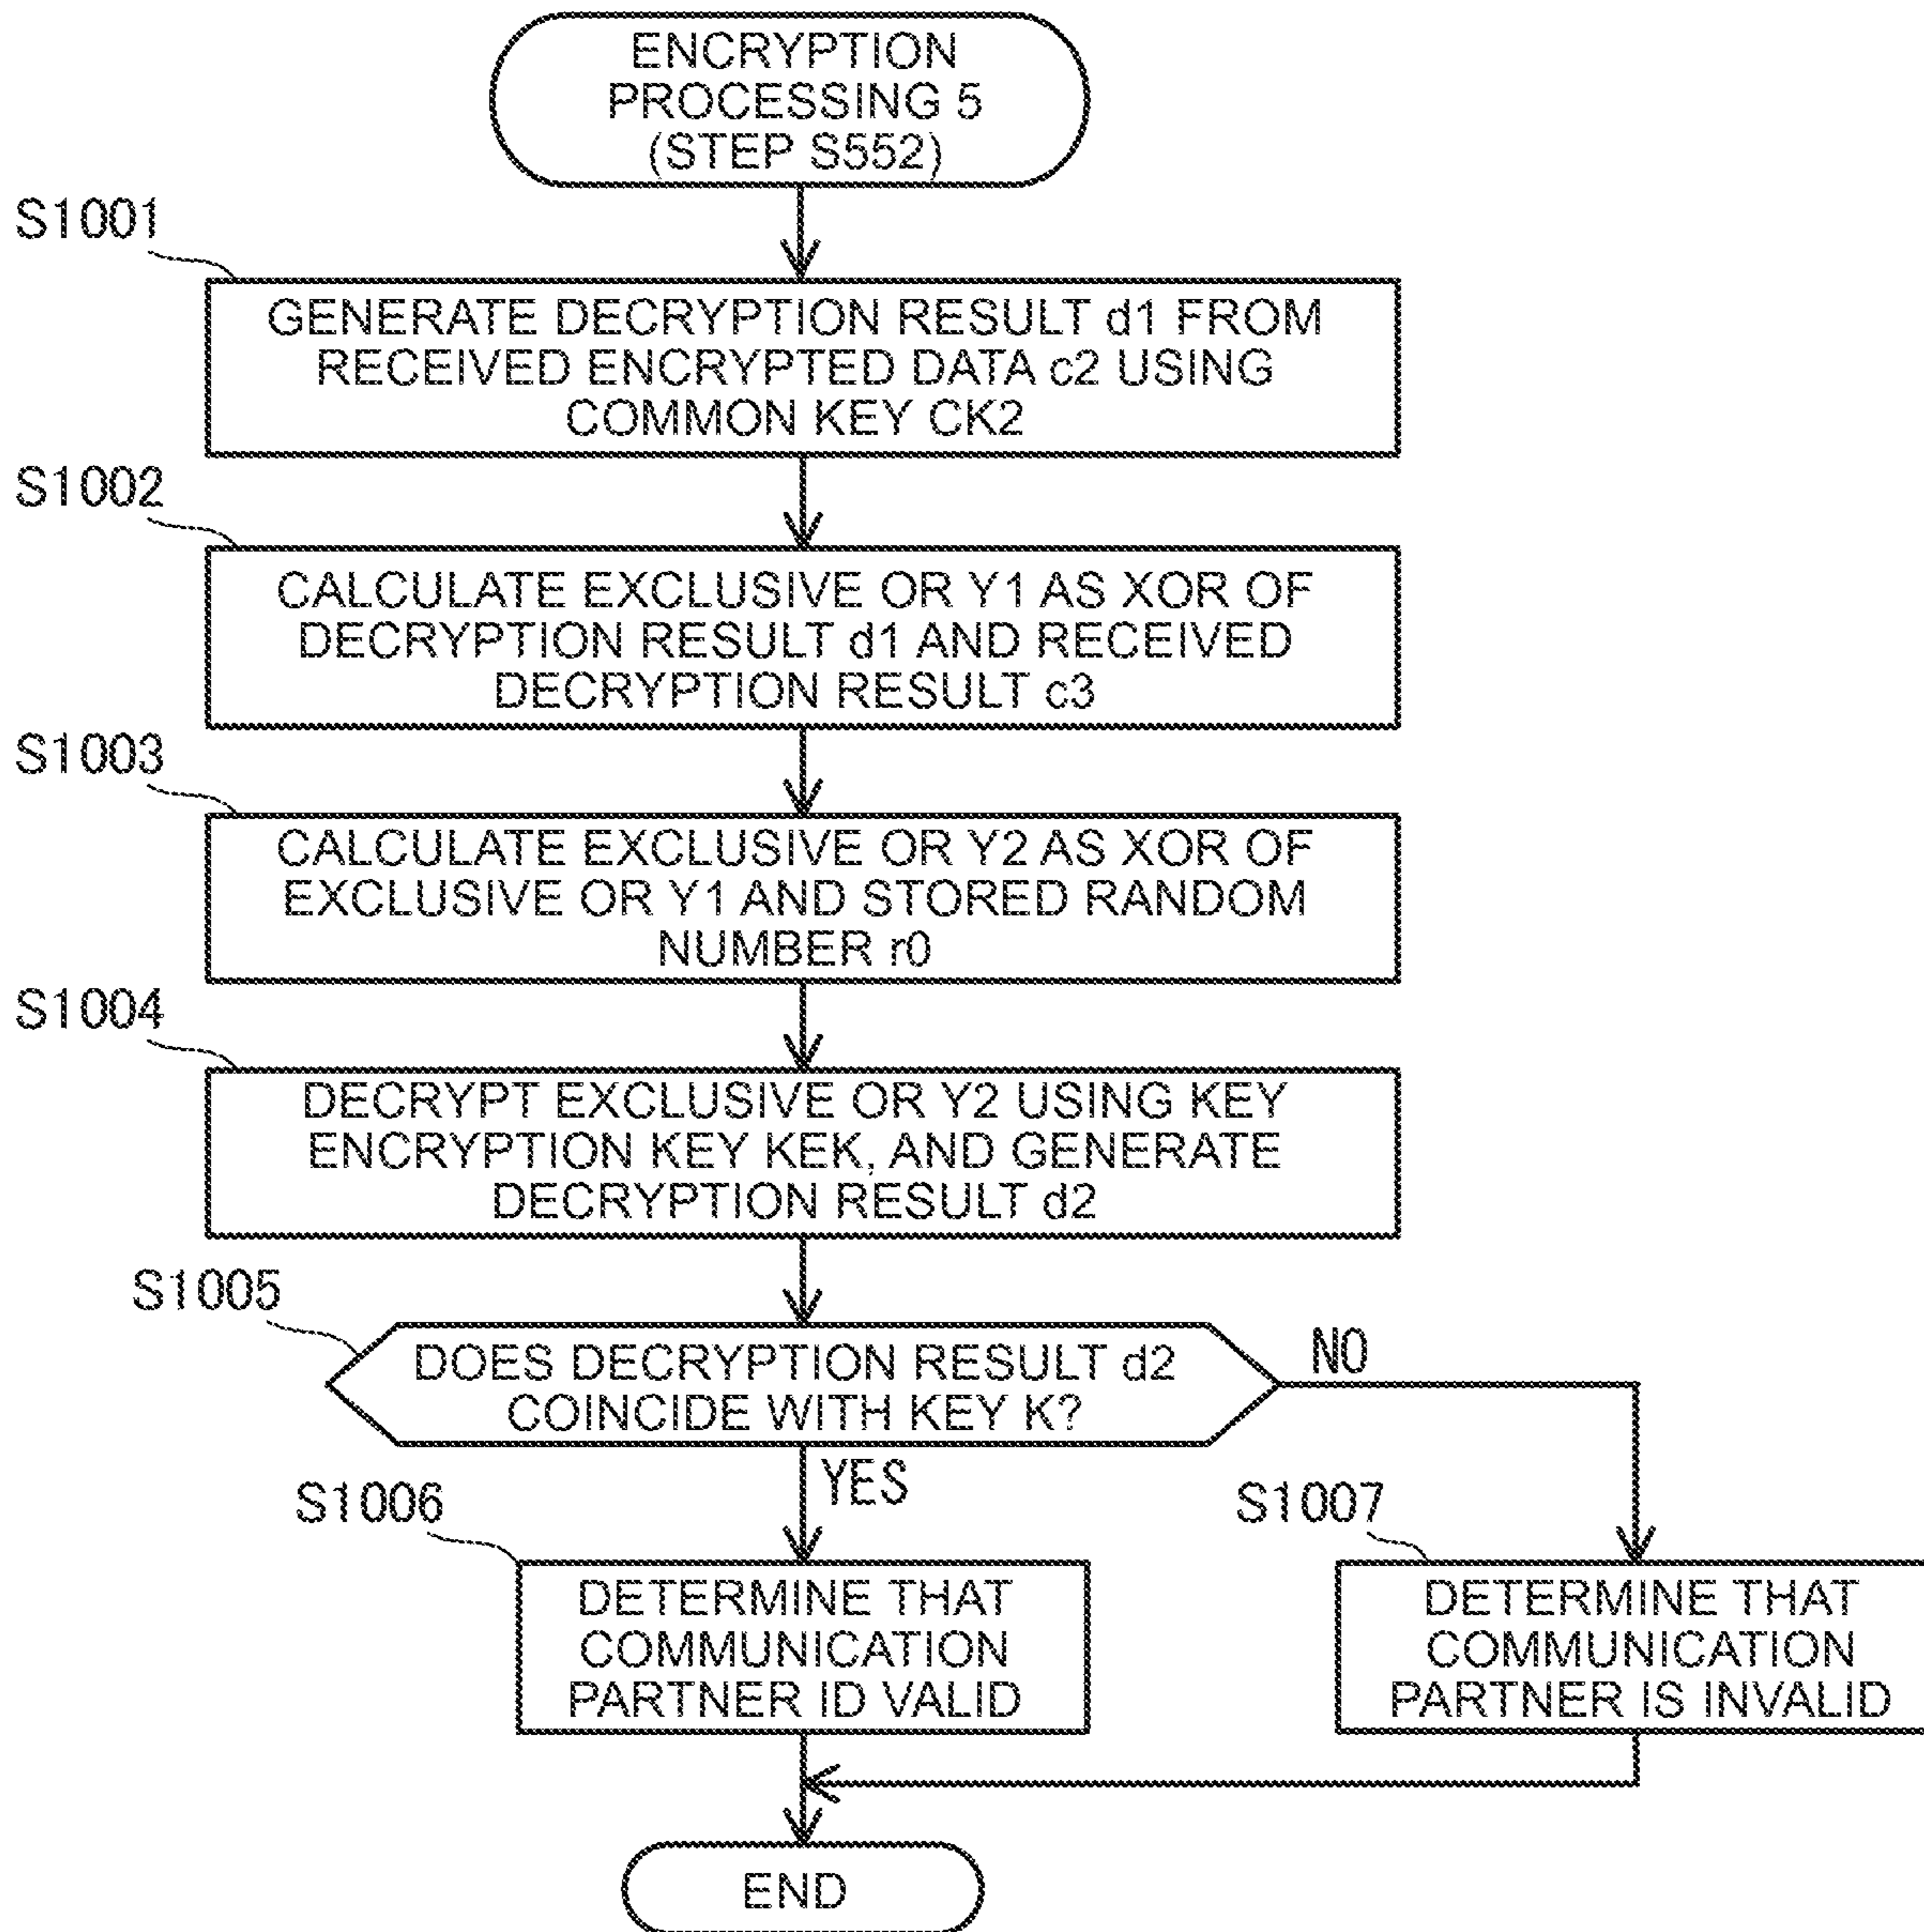 ENCRYPTION
PROCESSING 5
(STEP S552)
S1001
GENERATE DECRYPTION RESULT d1 FROM
RECEIVED ENCRYPTED DATA c2 USING
COMMON KEY CK2
S1002
CALCULATE EXCLUSIVE OR Y1 AS XOR OF
DECRYPTION RESULT d1 AND RECEIVED
DECRYPTION RESULT c3
S1003
CALCULATE EXCLUSIVE OR Y2 AS XOR OF
EXCLUSIVE OR Y1 AND STORED RANDOM
NUMBER r0
S1004
DECRYPT EXCLUSIVE OR Y2 USING KEY
ENCRYPTION KEY KEK, AND GENERATE
DECRYPTION RESULT d2
S1005
DOES DECRYPTION RESULT d2
COINCIDE WITH KEY K?
NO
YES
S1006
DETERMINE THAT
COMMUNICATION
PARTNER ID VALID
S1007
DETERMINE THAT
COMMUNICATION
PARTNER IS INVALID
END